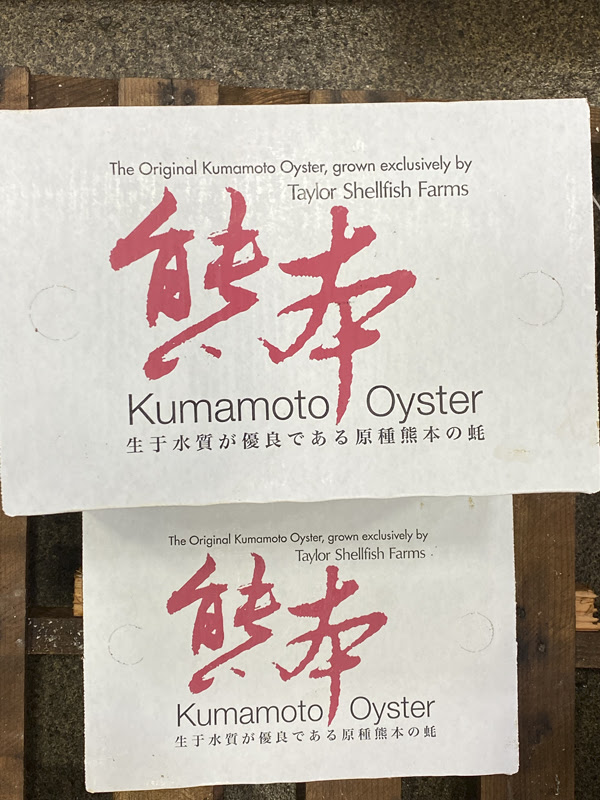 The Original Kumamoto Oyster, grown exclusively by
Taylor Shellfish Farms
熊本
Kumamoto Oyster
生于水質が優良である原種熊本の蚝
The Original Kumamoto Oyster, grown exclusively by
Taylor Shellfish Farms
熊本
Kumamoto Oyster
生于水質が優良である原種熊本の蚝